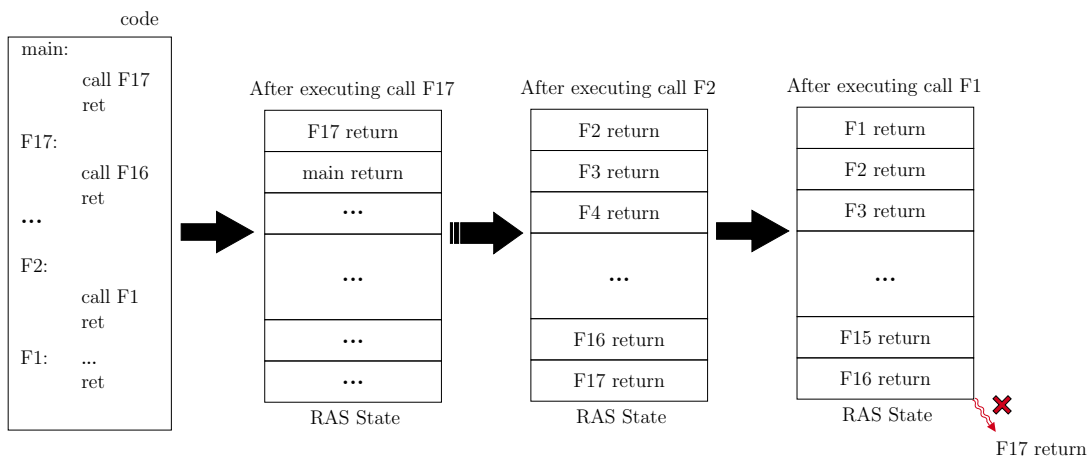 code
main:
call F17
ret
F17:
call F16
ret
...
F2:
call F1
ret
F1: ...
ret
After executing call F17
F17 return
main return
...
...
...
...
RAS State
After executing call F2
F2 return
F3 return
F4 return
...
F16 return
F17 return
RAS State
After executing call F1
F1 return
F2 return
F3 return
...
F15 return
F16 return
RAS State
F17 return